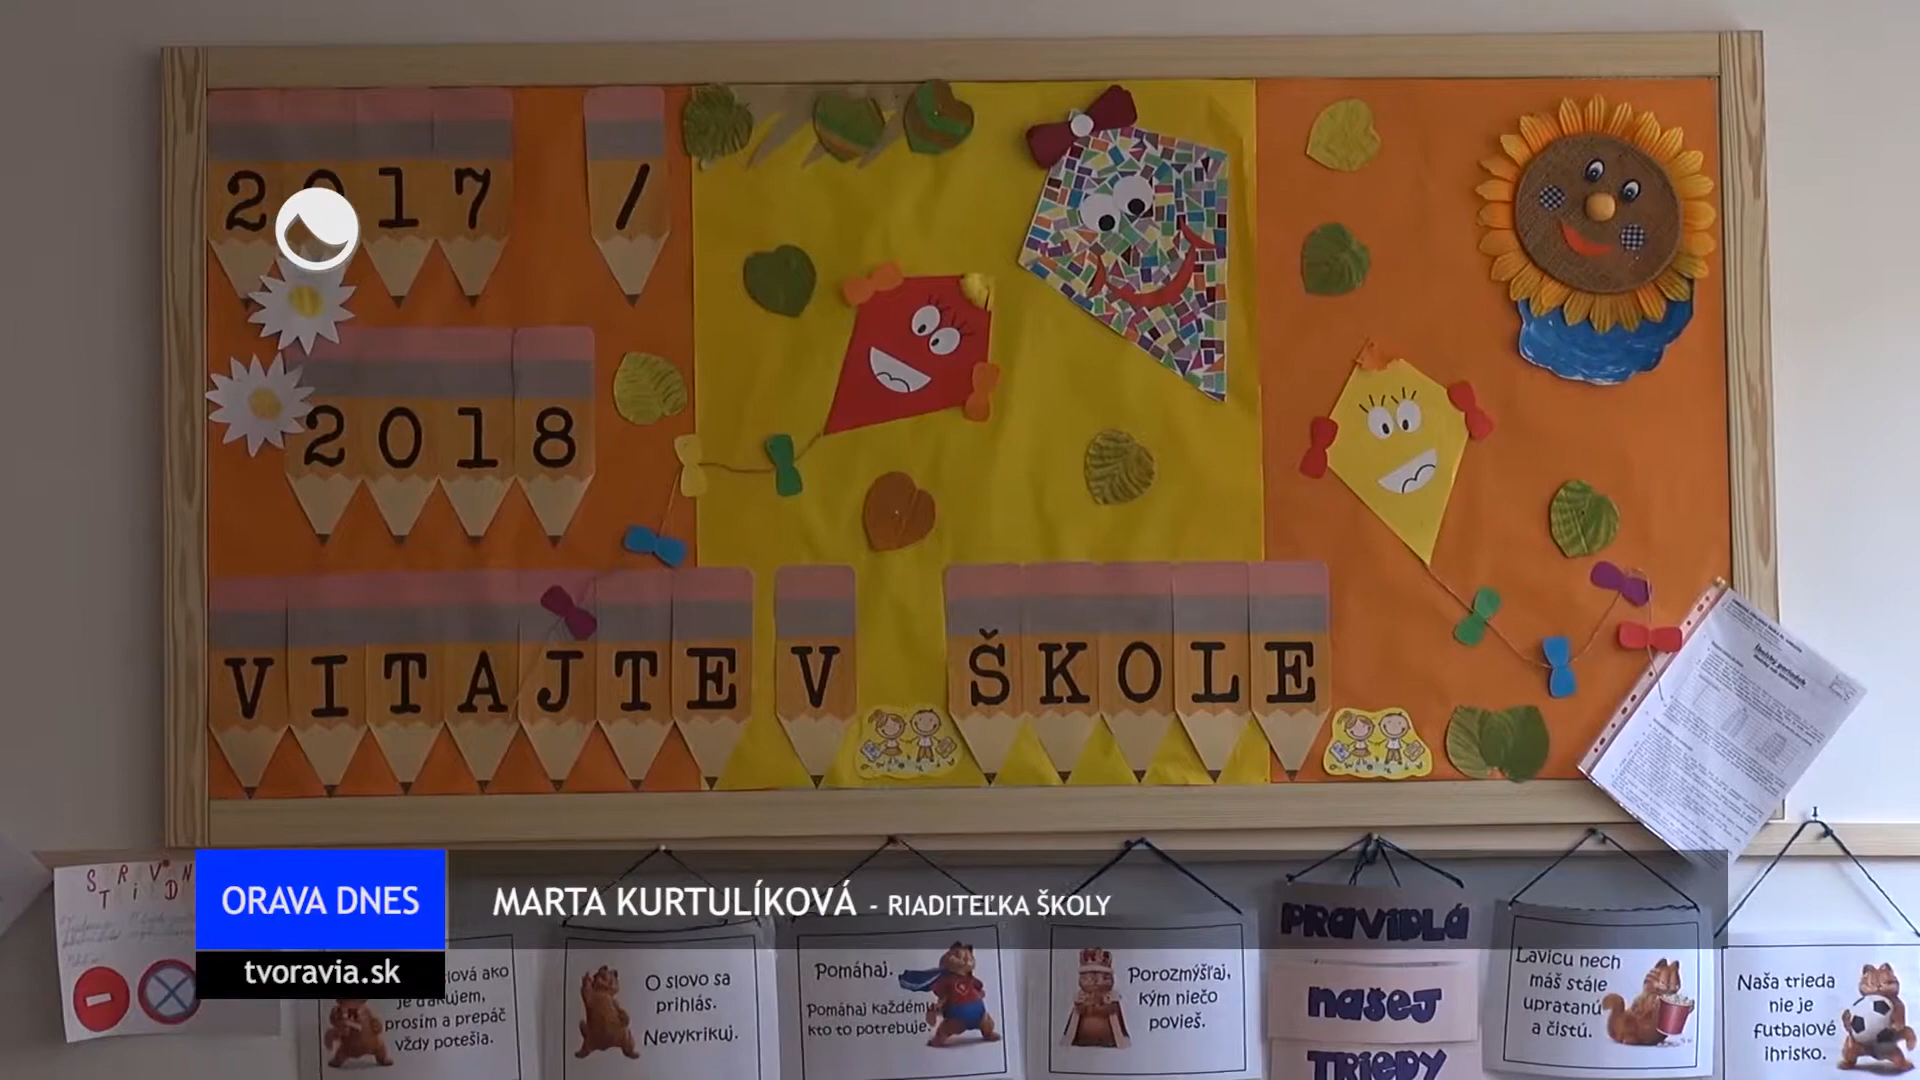 2017 /
2018
VITAJTE V ŠKOLE
ORAVA DNES
MARTA KURTULÍKOVÁ - RIADITEĽKA ŠKOLY
tvoravia.sk
ako
prosím a prepáč
vždy potešia.
O slovo sa
prihlás.
Nevykrikuj.
Pomáhaj.
Pomáhaj každému,
kto to potrebuje.
Porozmýšľaj,
kým niečo
povieš.
Pravidlá
našej
triedy
Lavicu nech
máš stále
upratanú
a čistú.
Naša trieda
nie je
futbalové
ihrisko.